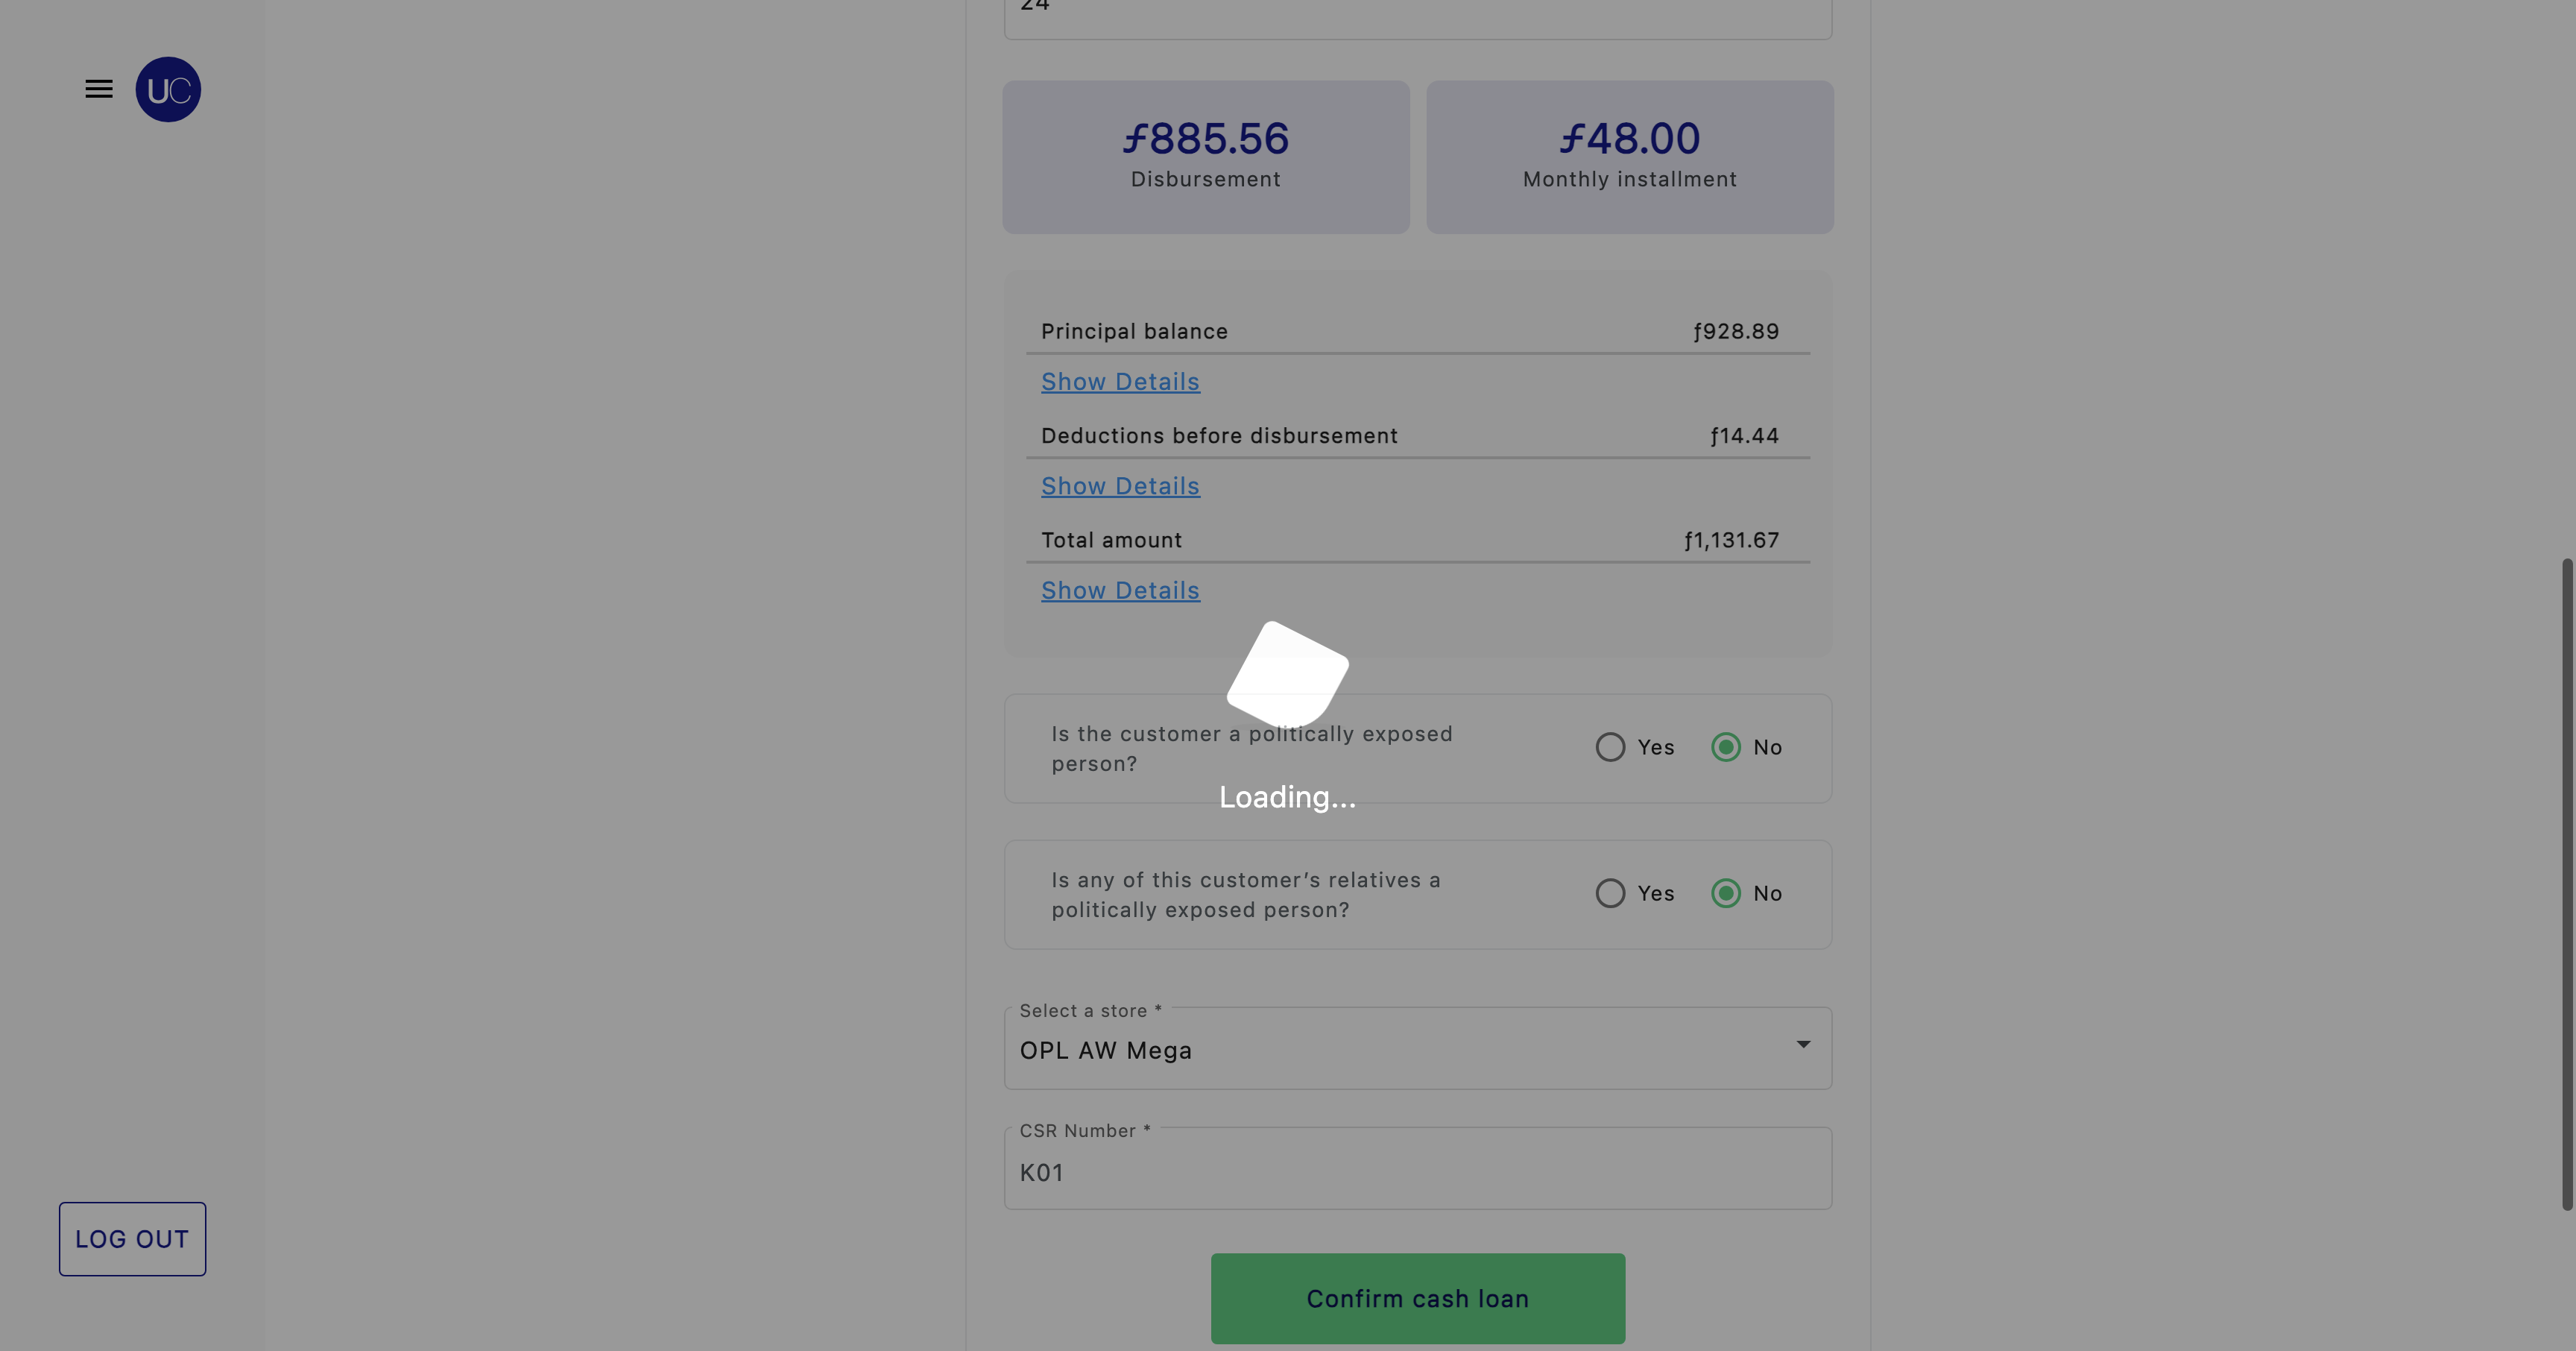 24
UC
ƒ885.56
Disbursement
ƒ48.00
Monthly installment
Principal balance ƒ928.89
Show Details
Deductions before disbursement ƒ14.44
Show Details
Total amount ƒ1,131.67
Show Details
Is the customer a politically exposed
person?
Yes No
Loading...
Is any of this customer’s relatives a
politically exposed person?
Yes No
Select a store *
OPL AW Mega
CSR Number *
K01
LOG OUT
Confirm cash loan